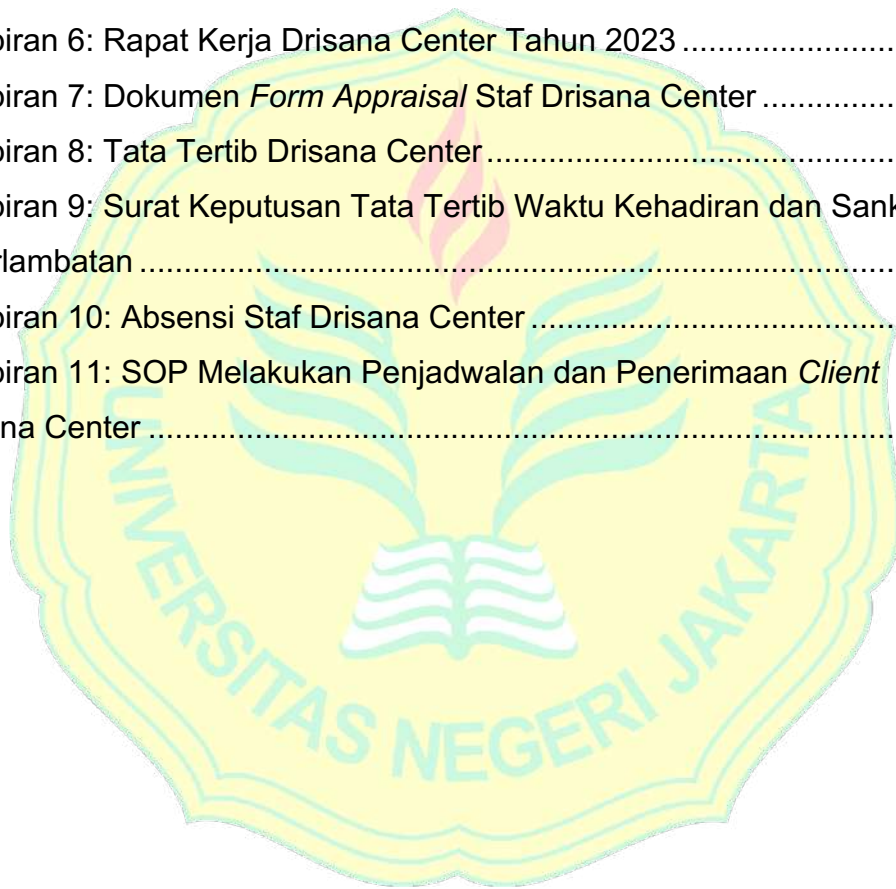 piran 6: Rapat Kerja Drisana Center Tahun 2023 ........................
piran 7: Dokumen Form Appraisal Staf Drisana Center ................
piran 8: Tata Tertib Drisana Center ................................................
piran 9: Surat Keputusan Tata Tertib Waktu Kehadiran dan Sank
rlambatan ..........................................................................................
piran 10: Absensi Staf Drisana Center ...........................................
piran 11: SOP Melakukan Penjadwalan dan Penerimaan Client
na Center .........................................................................................
UNIVERSITAS NEGERI JAKARTA